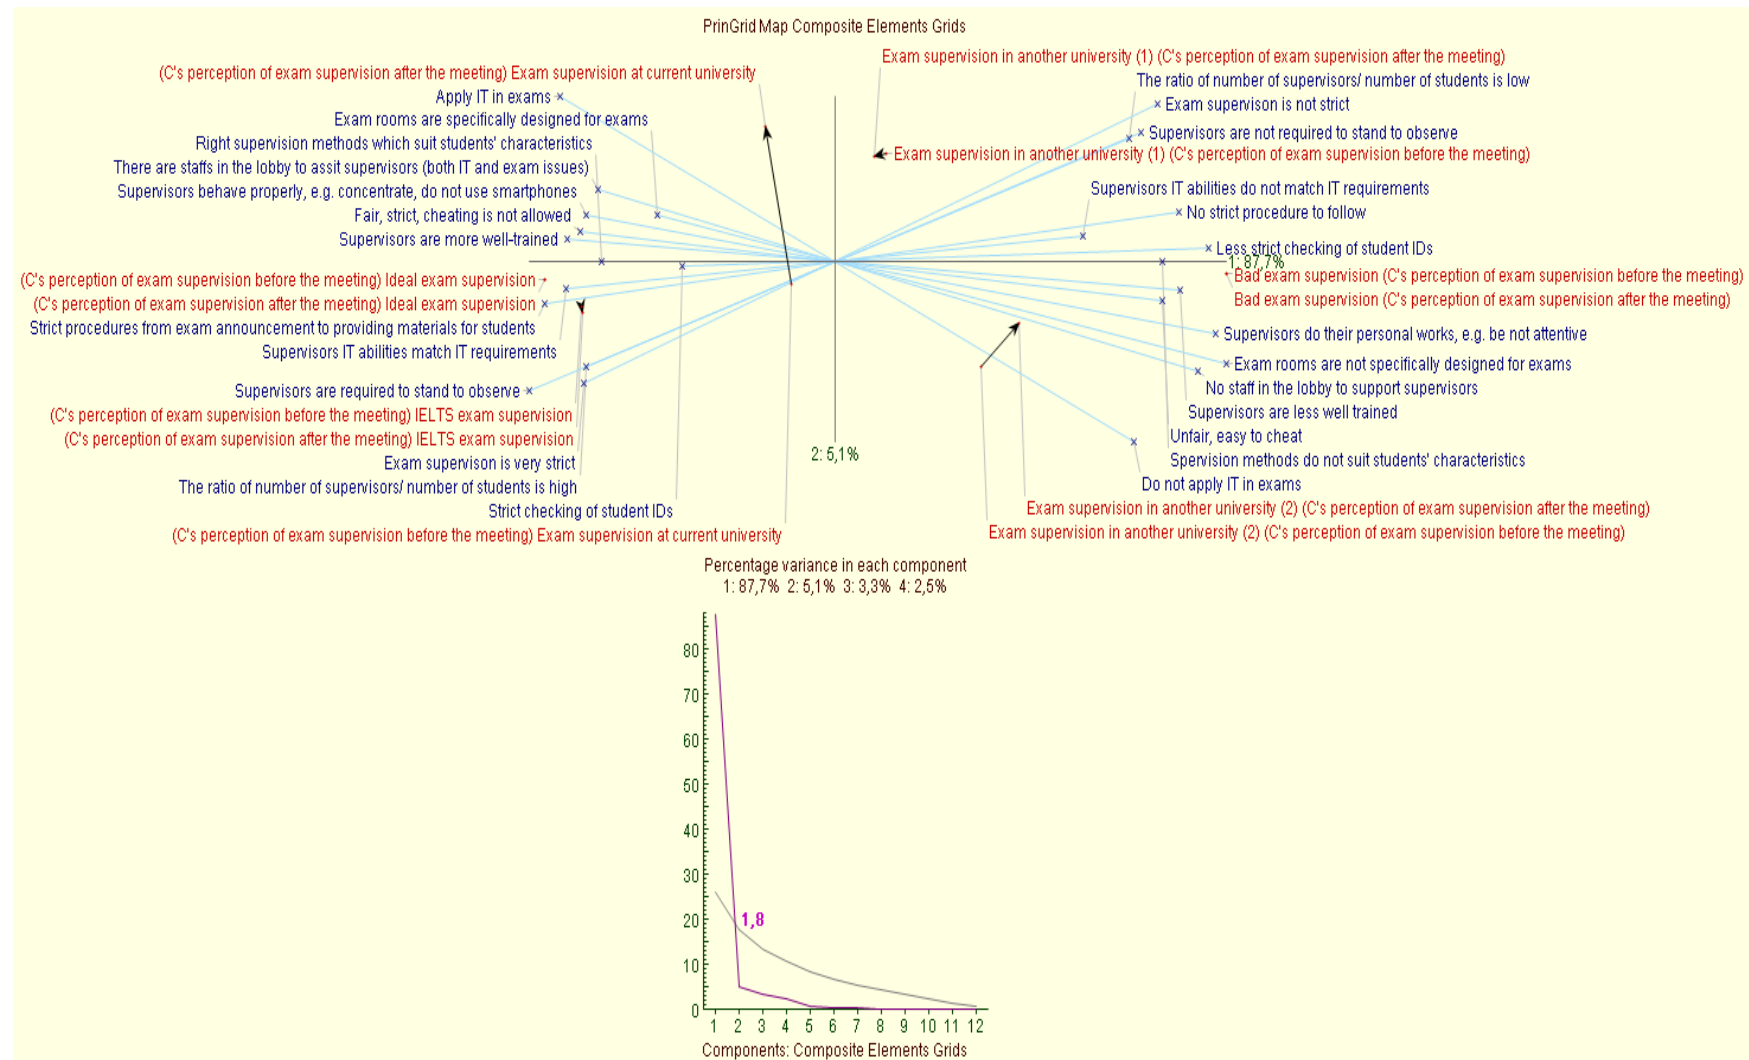 PrinGrid Map Composite Elements Grids
Exam supervision in another university (1) (C's perception of exam supervision after the meeting)
(C's perception of exam supervision after the meeting) Exam supervision at current university
The ratio of number of supervisors/ number of students is low
Apply IT in exams
Exam supervison is not strict
Exam rooms are specifically designed for exams
Supervisors are not required to stand to observe
Right supervision methods which suit students' characteristics
Exam supervision in another university (1) (C's perception of exam supervision before the meeting)
There are staffs in the lobby to assit supervisors (both IT and exam issues)
Supervisors IT abilities do not match IT requirements
Supervisors behave properly, e.g. concentrate, do not use smartphones
Fair, strict, cheating is not allowed
No strict procedure to follow
Supervisors are more well-trained
Less strict checking of student IDs
1: 87,7%
(C's perception of exam supervision before the meeting) Ideal exam supervision
Bad exam supervision (C's perception of exam supervision before the meeting)
(C's perception of exam supervision after the meeting) Ideal exam supervision
Bad exam supervision (C's perception of exam supervision after the meeting)
Strict procedures from exam announcement to providing materials for students
Supervisors do their personal works, e.g. be not attentive
Supervisors IT abilities match IT requirements
Exam rooms are not specifically designed for exams
Supervisors are required to stand to observe
No staff in the lobby to support supervisors
(C's perception of exam supervision before the meeting) IELTS exam supervision
Supervisors are less well trained
(C's perception of exam supervision after the meeting) IELTS exam supervision
Unfair, easy to cheat
2: 5,1%
Exam supervison is very strict
Spervision methods do not suit students' characteristics
The ratio of number of supervisors/ number of students is high
Do not apply IT in exams
Strict checking of student IDs
Exam supervision in another university (2) (C's perception of exam supervision after the meeting)
(C's perception of exam supervision before the meeting) Exam supervision at current university
Exam supervision in another university (2) (C's perception of exam supervision before the meeting)
Percentage variance in each component
1: 87,7% 2: 5,1% 3: 3,3% 4: 2,5%
80
70
60
50
40
30
20
1,8
10
0
1 2 3 4 5 6 7 8 9 10 11 12
Components: Composite Elements Grids